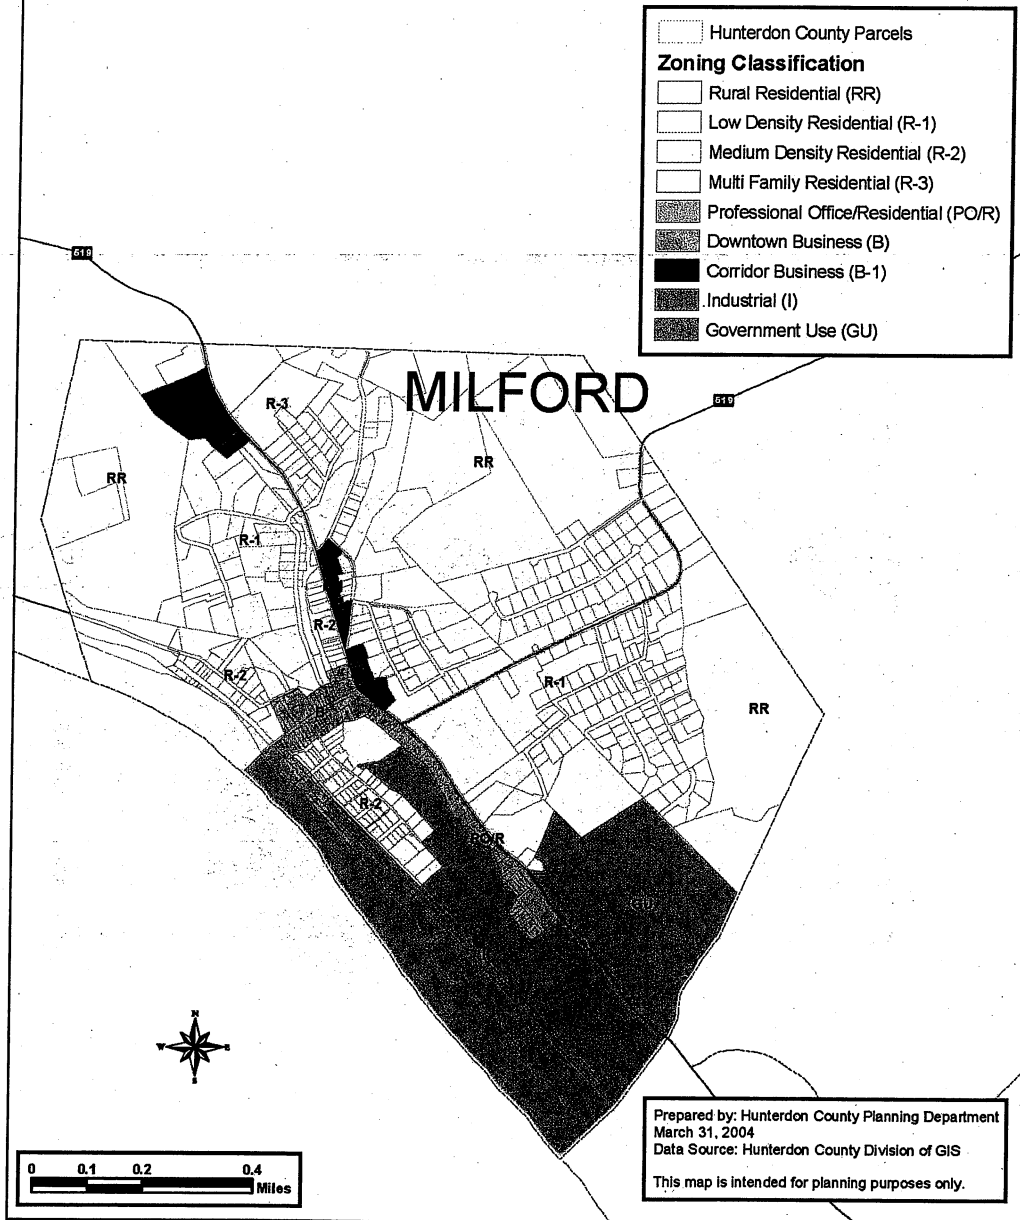 Hunterdon County Parcels
Zoning Classification
Rural Residential (RR)
Low Density Residential (R-1)
Medium Density Residential (R-2)
Multi Family Residential (R-3)
Professional Office/Residential (PO/R)
Downtown Business (B)
Corridor Business (B-1)
Industrial (I)
Government Use (GU)
519
MILFORD
519
R-3
RR
RR
R-1
R-2
R-2
R-1
RR
R-2
PO/R
GU
N
W
E
S
Prepared by: Hunterdon County Planning Department
March 31, 2004
Data Source: Hunterdon County Division of GIS
This map is intended for planning purposes only.
0 0.1 0.2 0.4
Miles